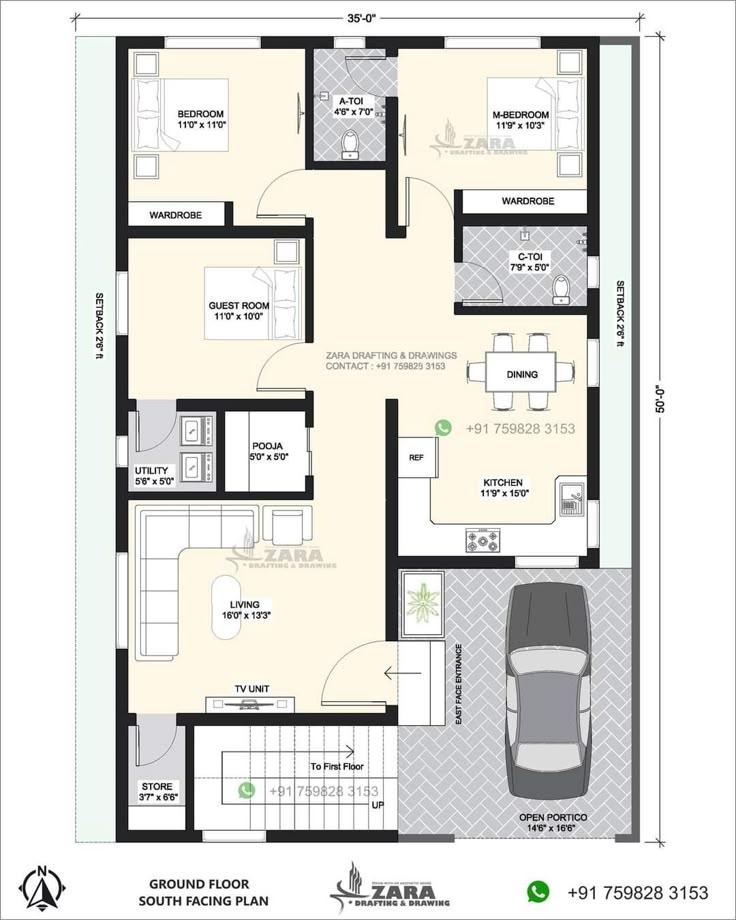 35'-0"
BEDROOM
11'0" x 11'0"
A-TOI
4'6" x 7'0"
M-BEDROOM
11'9" x 10'3"
ZARA
DRAFTING & DRAWING
WARDROBE
WARDROBE
C-TOI
7'9" x 5'0"
SETBACK 2'6" ft
GUEST ROOM
11'0" x 10'0"
SETBACK 2'6" ft
ZARA DRAFTING & DRAWINGS
CONTACT : +91 759828 3153
DINING
50'-0"
+91 759828 3153
POOJA
5'0" x 5'0"
REF
UTILITY
5'6" x 5'0"
KITCHEN
11'9" x 15'0"
ZARA
DRAFTING & DRAWING
LIVING
16'0" x 13'3"
EAST FACE ENTRANCE
TV UNIT
To First Floor
STORE
3'7" x 6'6"
+91 759828 3153
UP
OPEN PORTICO
14'6" x 16'6"
N
GROUND FLOOR
SOUTH FACING PLAN
ZARA
DRAFTING & DRAWING
+91 759828 3153